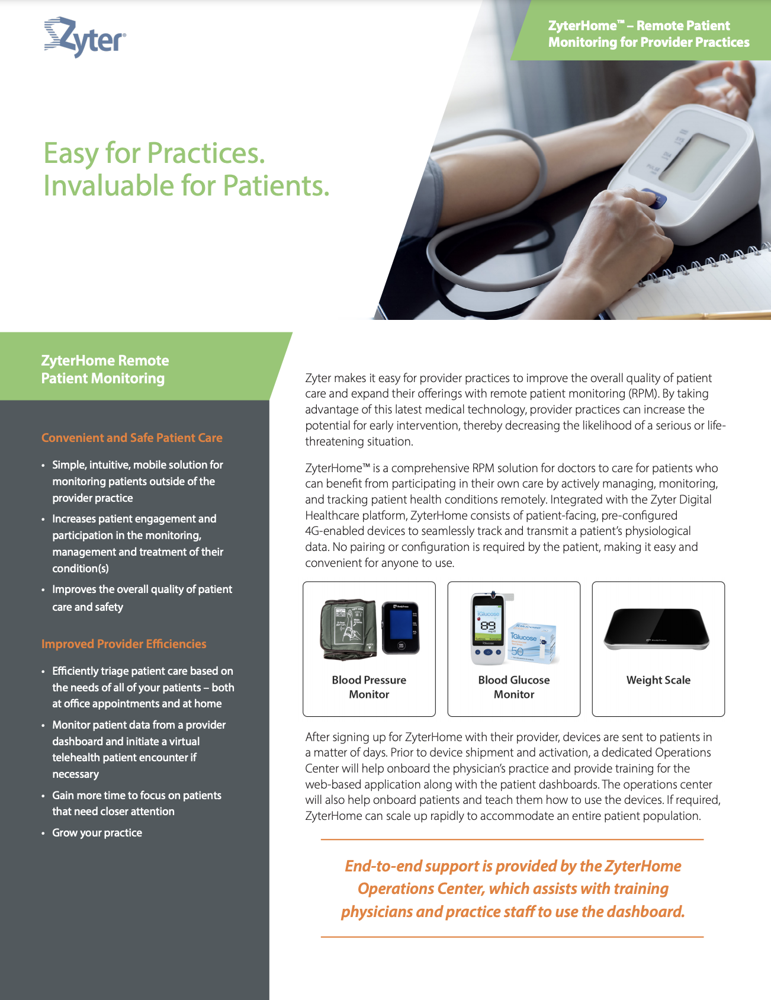 Zyter®
ZyterHome™ – Remote Patient
Monitoring for Provider Practices
Easy for Practices.
Invaluable for Patients.
ZyterHome Remote
Patient Monitoring
Convenient and Safe Patient Care
• Simple, intuitive, mobile solution for
monitoring patients outside of the
provider practice
• Increases patient engagement and
participation in the monitoring,
management and treatment of their
condition(s)
• Improves the overall quality of patient
care and safety
Improved Provider Efficiencies
• Efficiently triage patient care based on
the needs of all of your patients – both
at office appointments and at home
• Monitor patient data from a provider
dashboard and initiate a virtual
telehealth patient encounter if
necessary
• Gain more time to focus on patients
that need closer attention
• Grow your practice
Zyter makes it easy for provider practices to improve the overall quality of patient
care and expand their offerings with remote patient monitoring (RPM). By taking
advantage of this latest medical technology, provider practices can increase the
potential for early intervention, thereby decreasing the likelihood of a serious or life-
threatening situation.
ZyterHome™ is a comprehensive RPM solution for doctors to care for patients who
can benefit from participating in their own care by actively managing, monitoring,
and tracking patient health conditions remotely. Integrated with the Zyter Digital
Healthcare platform, ZyterHome consists of patient-facing, pre-configured
4G-enabled devices to seamlessly track and transmit a patient's physiological
data. No pairing or configuration is required by the patient, making it easy and
convenient for anyone to use.
BodyTrace
LEFT ARM
INDEX
Blood Pressure
Monitor
iGlucose
89
mg/dl
iGlucose
iGlucose
iGlucose
50
Blood Glucose
Monitor
BodyTrace
Weight Scale
After signing up for ZyterHome with their provider, devices are sent to patients in
a matter of days. Prior to device shipment and activation, a dedicated Operations
Center will help onboard the physician's practice and provide training for the
web-based application along with the patient dashboards. The operations center
will also help onboard patients and teach them how to use the devices. If required,
ZyterHome can scale up rapidly to accommodate an entire patient population.
End-to-end support is provided by the ZyterHome
Operations Center, which assists with training
physicians and practice staff to use the dashboard.